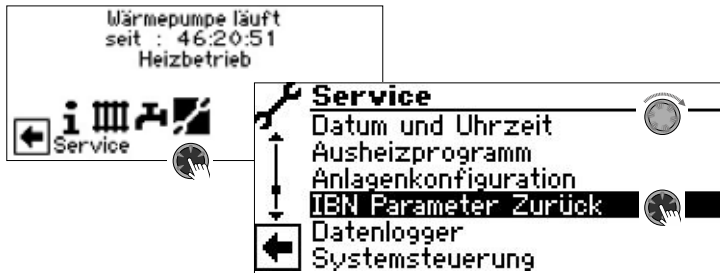 Wärmepumpe läuft
seit : 46:20:51
Heizbetrieb
Service
Service
Datum und Uhrzeit
Ausheizprogramm
Anlagenkonfiguration
IBN Parameter Zurück
Datenlogger
Systemsteuerung